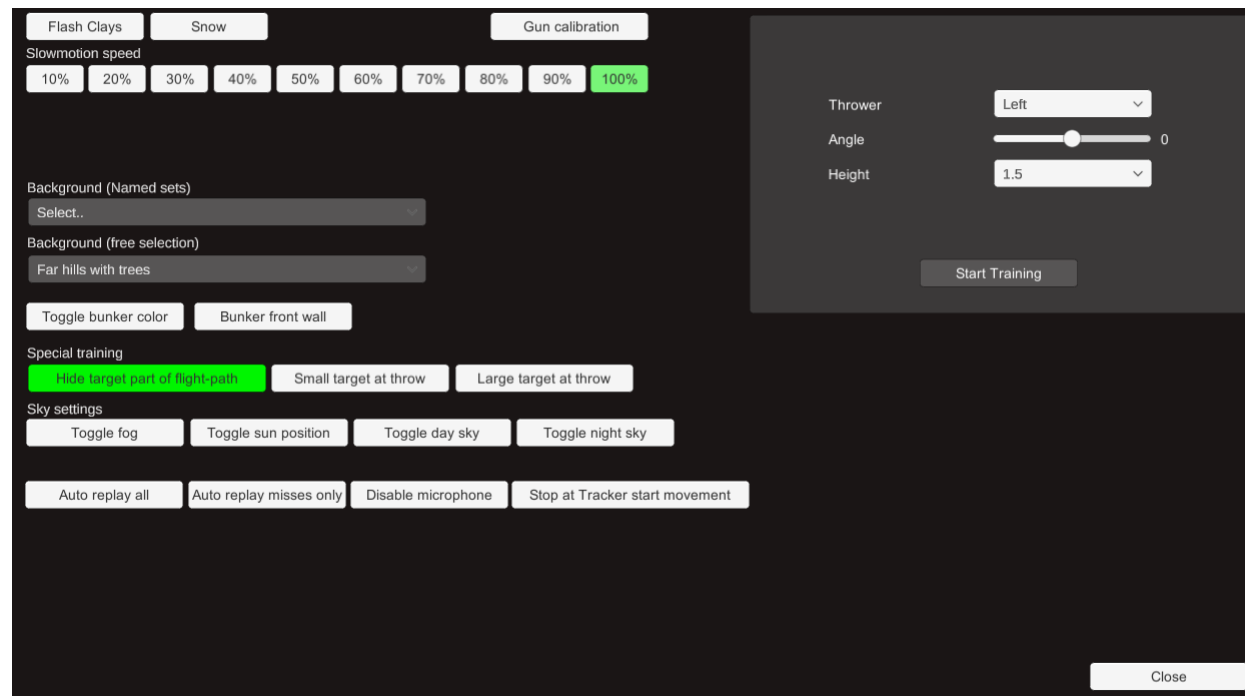 Flash Clays Snow Gun calibration
Slowmotion speed
10% 20% 30% 40% 50% 60% 70% 80% 90% 100%
Thrower Left
Angle 0
Height 1.5
Start Training
Background (Named sets)
Select..
Background (free selection)
Far hills with trees
Toggle bunker color Bunker front wall
Special training
Hide target part of flight-path Small target at throw Large target at throw
Sky settings
Toggle fog Toggle sun position Toggle day sky Toggle night sky
Auto replay all Auto replay misses only Disable microphone Stop at Tracker start movement
Close